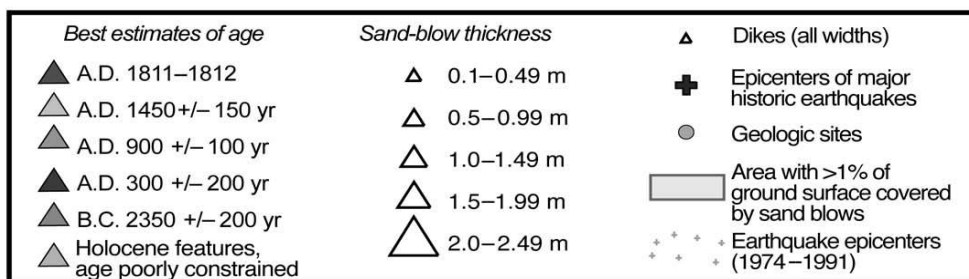 Best estimates of age
A.D. 1811–1812
A.D. 1450+/– 150 yr
A.D. 900 +/– 100 yr
A.D. 300 +/– 200 yr
B.C. 2350 +/– 200 yr
Holocene features,
age poorly constrained
Sand-blow thickness
0.1–0.49 m
0.5–0.99 m
1.0–1.49 m
1.5–1.99 m
2.0–2.49 m
Dikes (all widths)
Epicenters of major
historic earthquakes
Geologic sites
Area with >1% of
ground surface covered
by sand blows
Earthquake epicenters
(1974–1991)